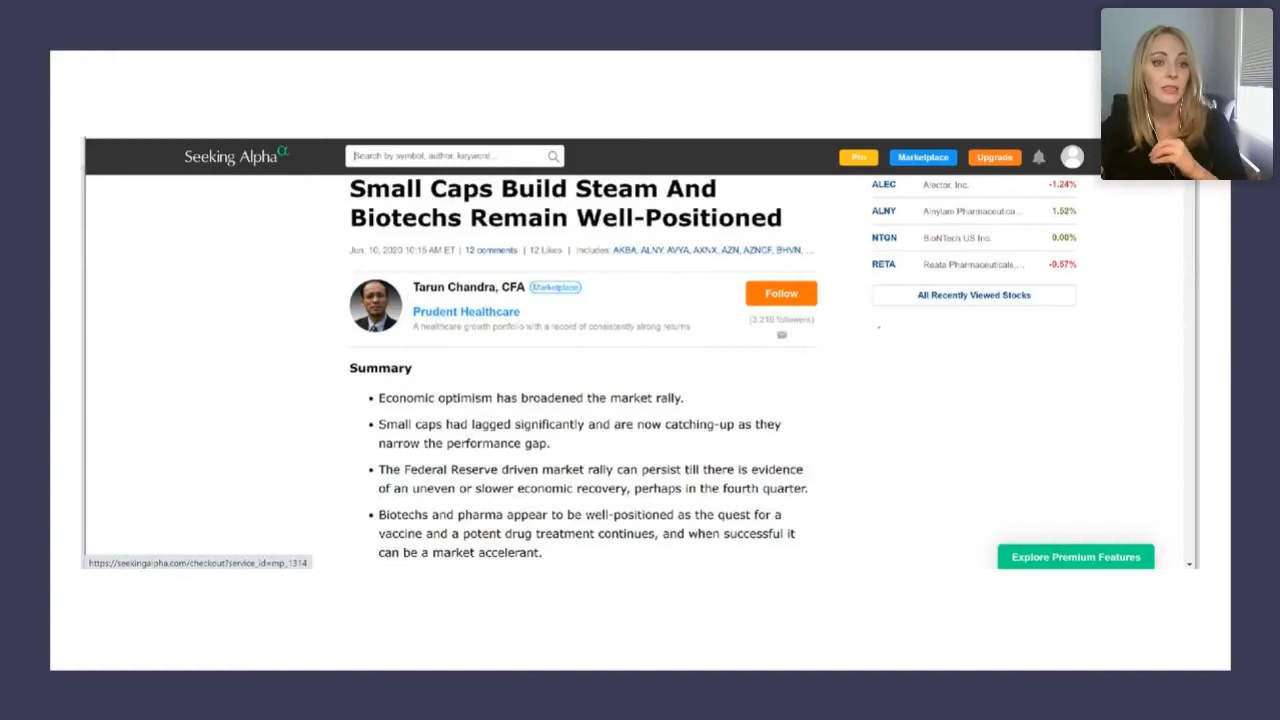 Seeking Alpha α
Search by symbol, author, keyword...
Pro
Marketplace
Upgrade
Small Caps Build Steam And
Biotechs Remain Well-Positioned
Jun. 10, 2020 10:15 AM ET | 12 comments | 12 Likes | Includes: AKBA, ALNY, AVYA, AXNX, AZN, AZNCF, BHVN, ...
Tarun Chandra, CFA Marketplace
Prudent Healthcare
A healthcare growth portfolio with a record of consistently strong returns
Follow
(3,216 followers)
Summary
• Economic optimism has broadened the market rally.
• Small caps had lagged significantly and are now catching-up as they
narrow the performance gap.
• The Federal Reserve driven market rally can persist till there is evidence
of an uneven or slower economic recovery, perhaps in the fourth quarter.
• Biotechs and pharma appear to be well-positioned as the quest for a
vaccine and a potent drug treatment continues, and when successful it
can be a market accelerant.
ALEC Alector, Inc. -1.24%
ALNY Alnylam Pharmaceutica... 1.52%
NTGN BioNTech US Inc. 0.00%
RETA Reata Pharmaceuticals,... -0.57%
All Recently Viewed Stocks
Explore Premium Features
https://seekingalpha.com/checkout?service_id=mp_1314